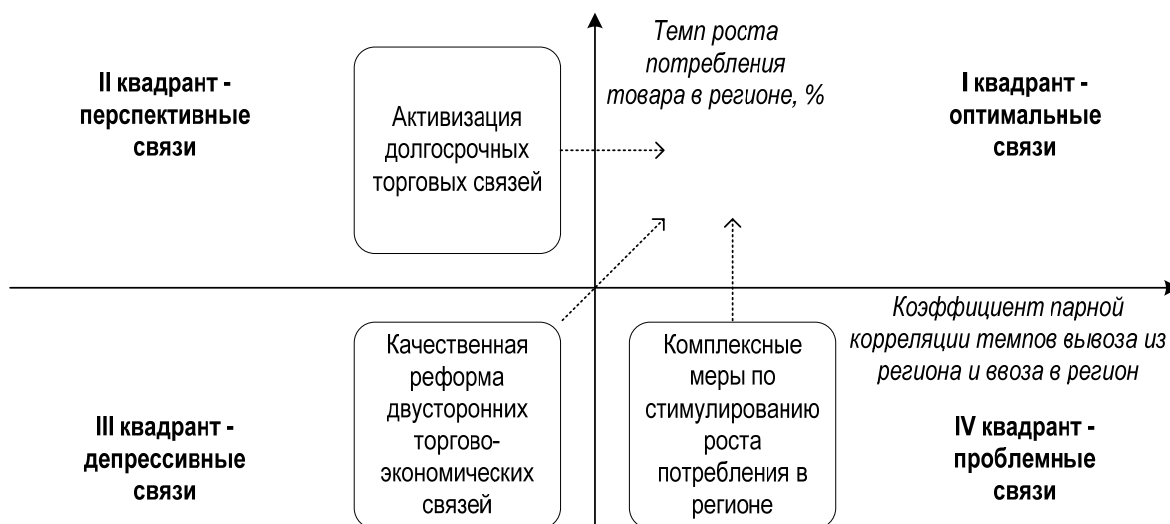 II квадрант -
перспективные
связи
Активизация
долгосрочных
торговых связей
Темп роста
потребления
товара в регионе, %
I квадрант -
оптимальные
связи
Коэффициент парной
корреляции темпов вывоза из
региона и ввоза в регион
III квадрант -
депрессивные
связи
Качественная
реформа
двусторонних
торгово-
экономических
связей
Комплексные
меры по
стимулированию
роста
потребления в
регионе
IV квадрант -
проблемные
связи